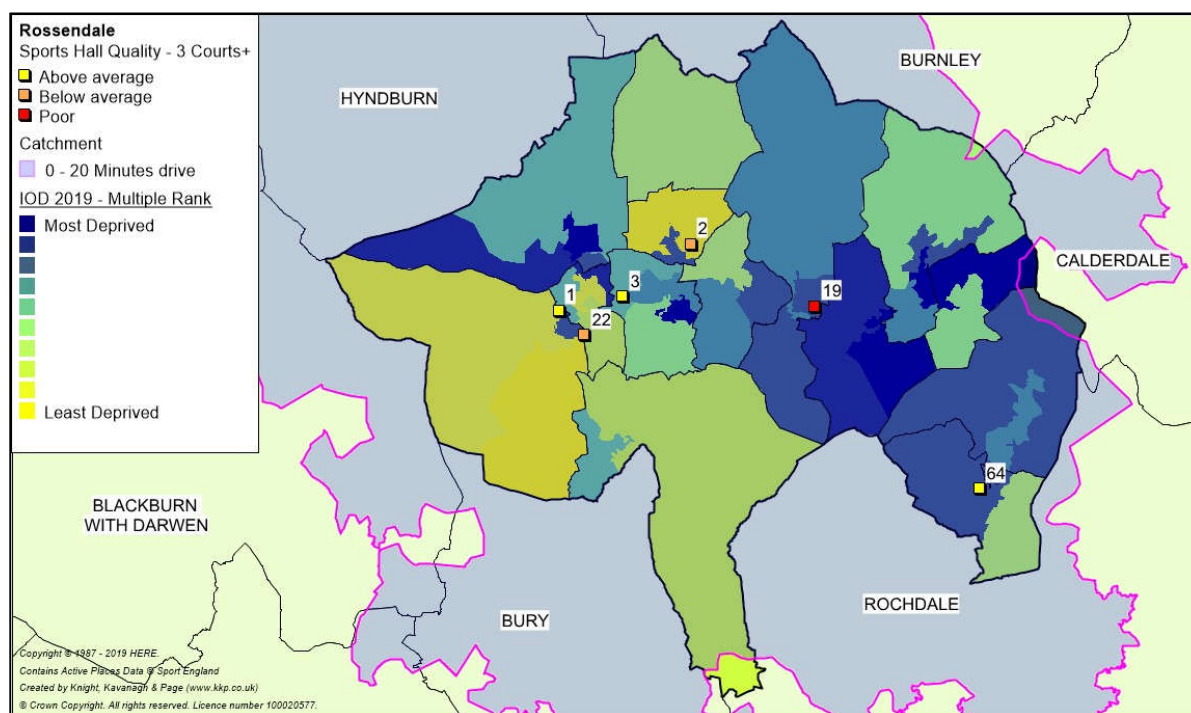 Rossendale
Sports Hall Quality - 3 Courts+
Above average
Below average
Poor
Catchment
0 - 20 Minutes drive
IOD 2019 - Multiple Rank
Most Deprived
Least Deprived
HYNDBURN
BURNLEY
CALDERDALE
2
3
1
22
19
64
BLACKBURN
WITH DARWEN
BURY
ROCHDALE
Copyright © 1987 - 2019 HERE.
Contains Active Places Data © Sport England
Created by Knight, Kavanagh & Page (www.kkp.co.uk)
© Crown Copyright. All rights reserved. Licence number 100020577.